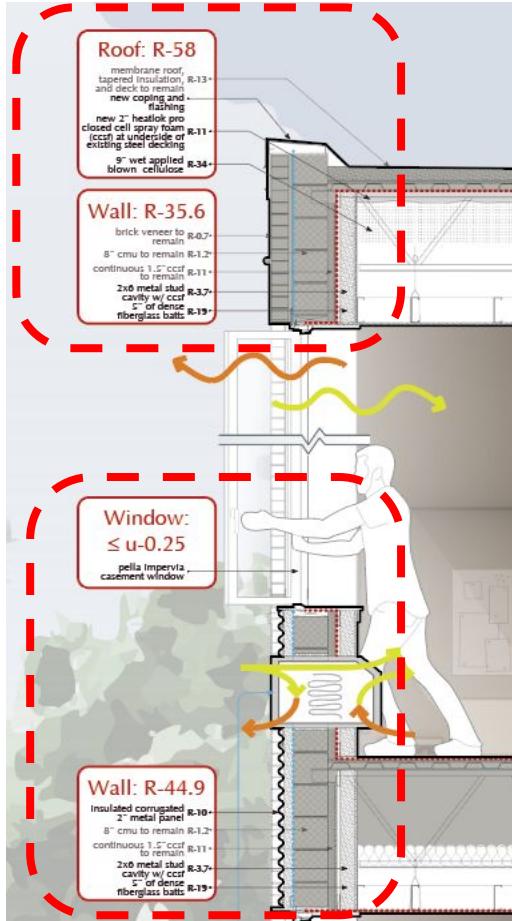 Roof: R-58
membrane roof,
tapered insulation, R-13
and deck to remain
new coping and
flashing
new 2" heatlok pro
closed cell spray foam R-11
(ccsf) at underside of
existing steel decking
9" wet applied R-34
blown cellulose
Wall: R-35.6
brick veneer to R-0.7
remain
8" cmu to remain R-1.2
continuous 1.5" ccsf R-11
to remain
2x6 metal stud R-3.7
cavity w/ ccsf
5" of dense R-19
fiberglass batts
Window:
≤ u-0.25
pella impervia
casement window
Wall: R-44.9
insulated corrugated R-10
2" metal panel
8" cmu to remain R-1.2
continuous 1.5" ccsf R-11
to remain
2x6 metal stud R-3.7
cavity w/ ccsf
5" of dense R-19
fiberglass batts